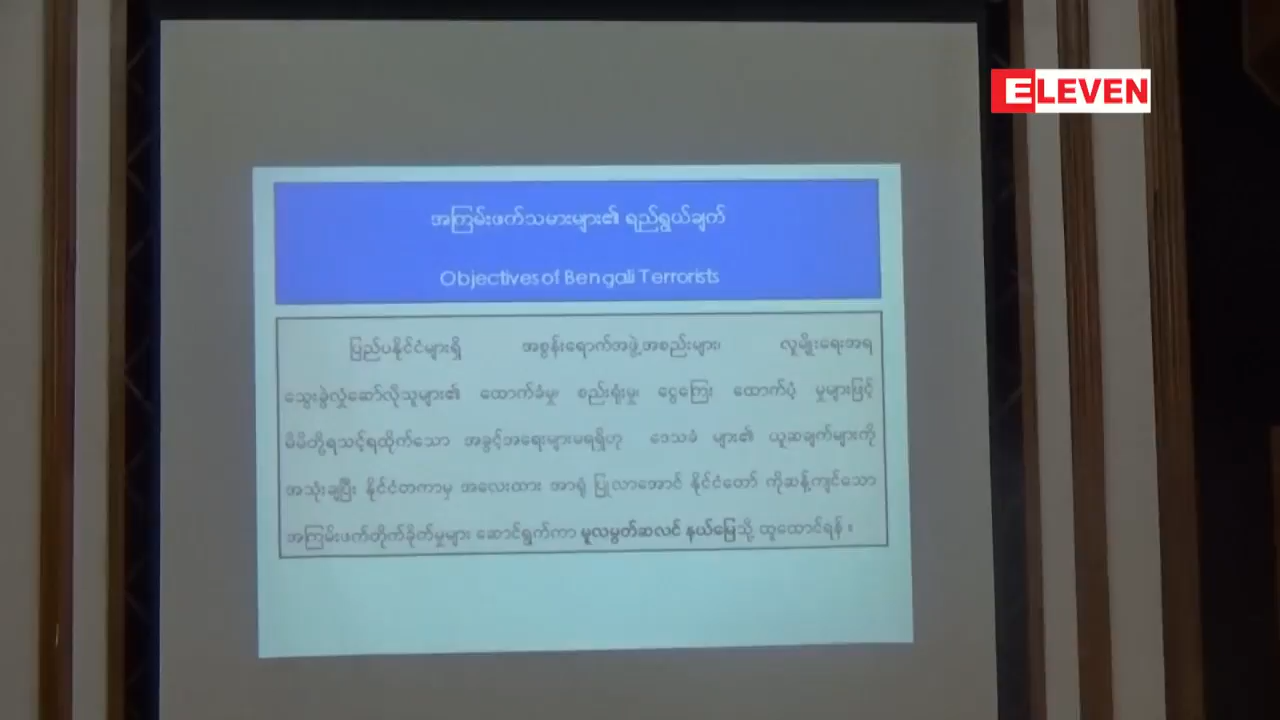 ELEVEN
အကြမ်းဖက်သမားများ၏ ရည်ရွယ်ချက်
Objectives of Bengali Terrorists
ပြည်ပနိုင်ငံများရှိ အစွန်းရောက်အဖွဲ့အစည်းများ၊ လူမျိုးရေးအရ
သွေးခွဲလှုံ့ဆော်လိုသူများ၏ ထောက်ခံမှု၊ စည်းရုံးမှု၊ ငွေကြေး ထောက်ပံ့ မှုများဖြင့်
မိမိတို့ရသင့်ရထိုက်သော အခွင့်အရေးများမရရှိဟု ဒေသခံ များ၏ ယူဆချက်များကို
အသုံးချပြီး နိုင်ငံတကာမှ အလေးထား အာရုံ ပြုလာအောင် နိုင်ငံတော် ကိုဆန့်ကျင်သော
အကြမ်းဖက်တိုက်ခိုက်မှုများ ဆောင်ရွက်ကာ မူလမွတ်ဆလင် နယ်မြေသို့ ထူထောင်ရန် ။